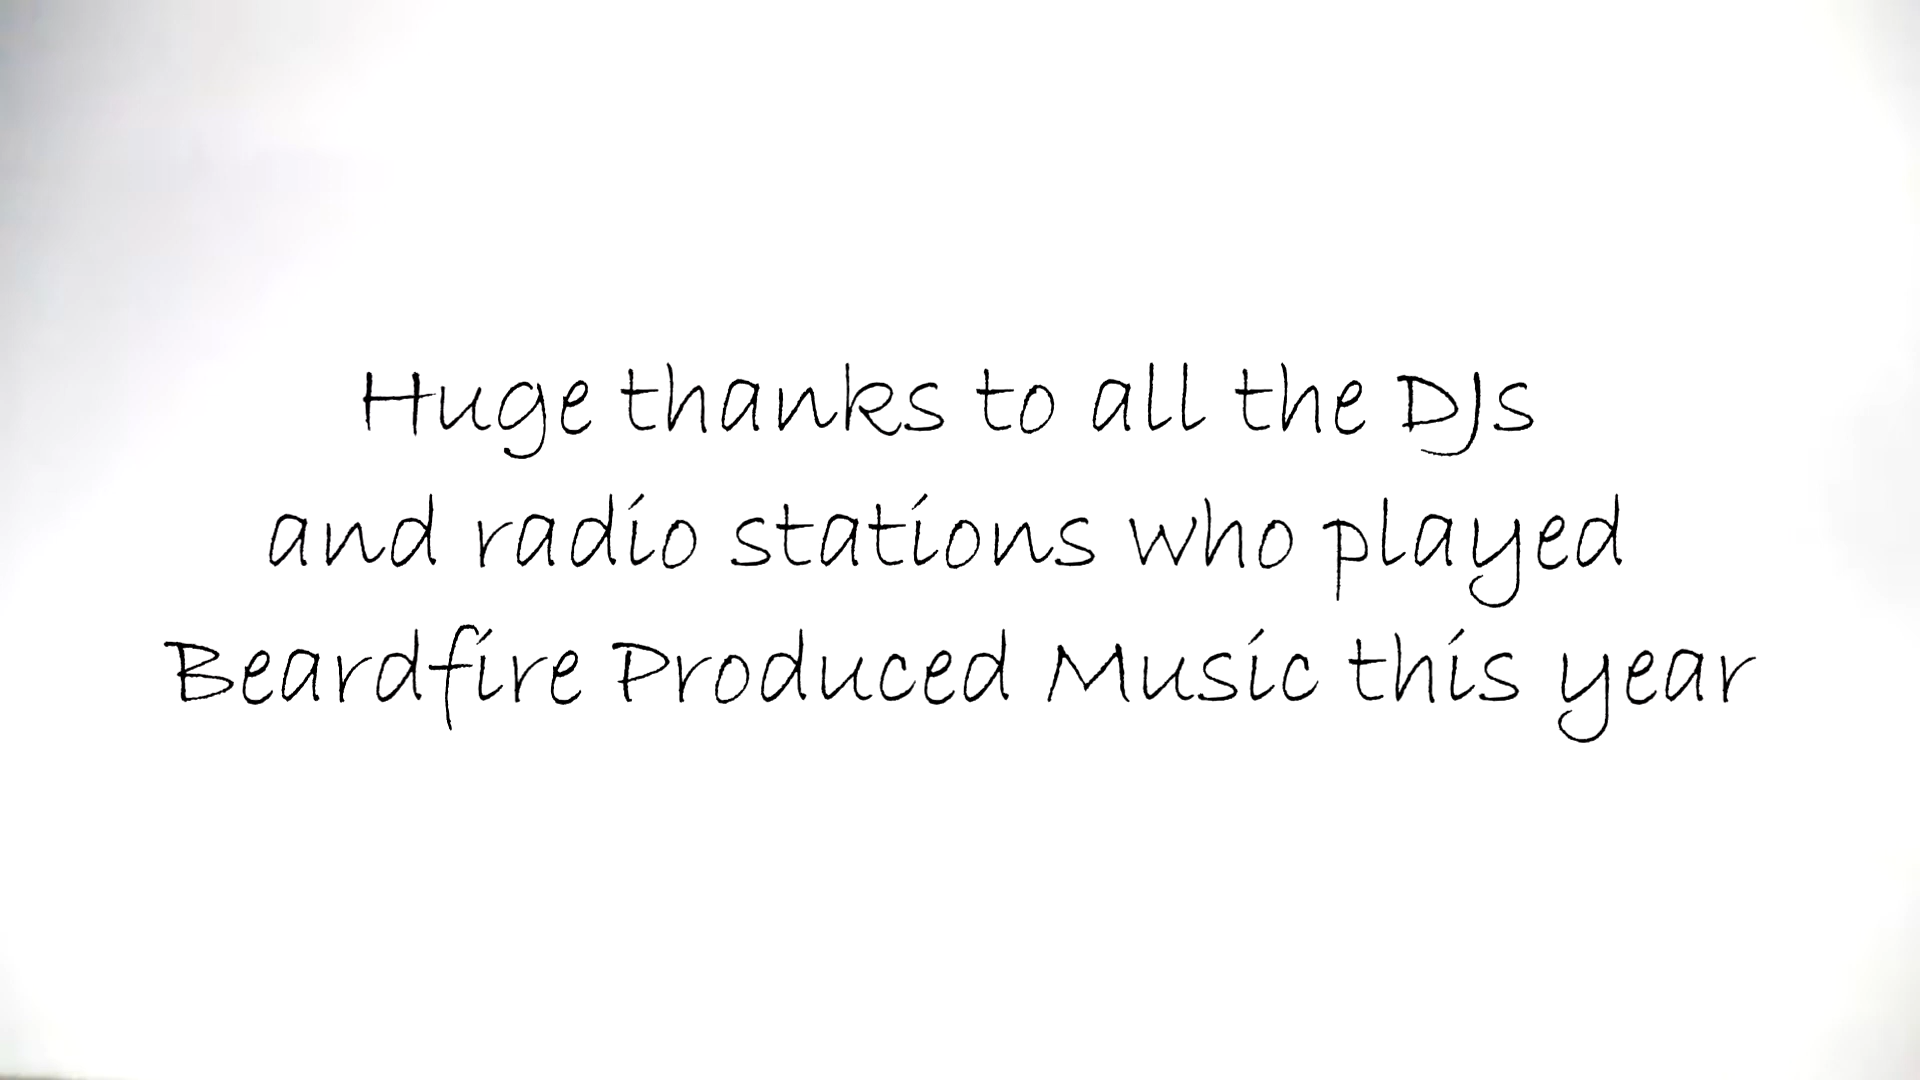 Huge thanks to all the DJs
and radio stations who played
Beardfire Produced Music this year